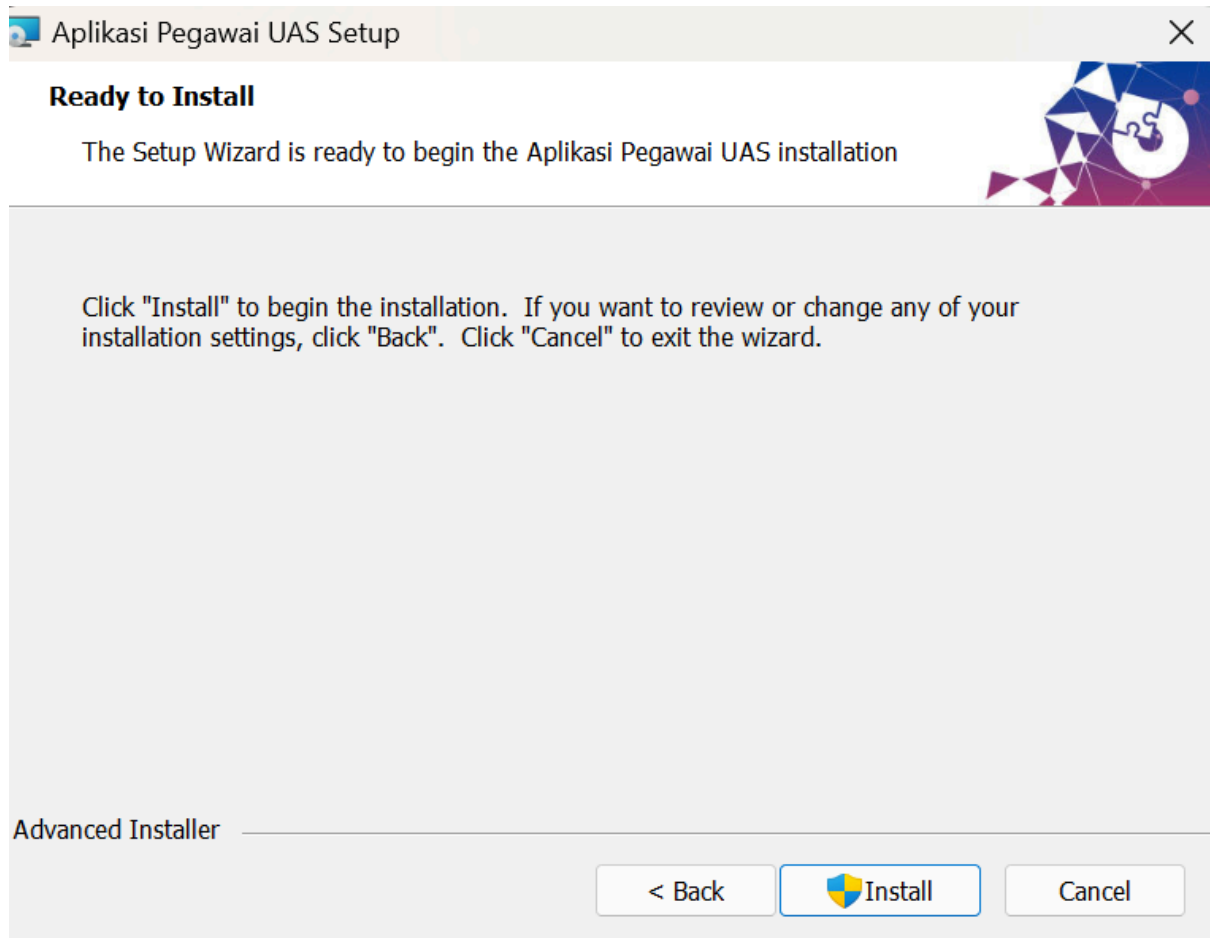 Aplikasi Pegawai UAS Setup
Ready to Install
The Setup Wizard is ready to begin the Aplikasi Pegawai UAS installation
Click "Install" to begin the installation.  If you want to review or change any of your
installation settings, click "Back".  Click "Cancel" to exit the wizard.
Advanced Installer
< Back
Install
Cancel